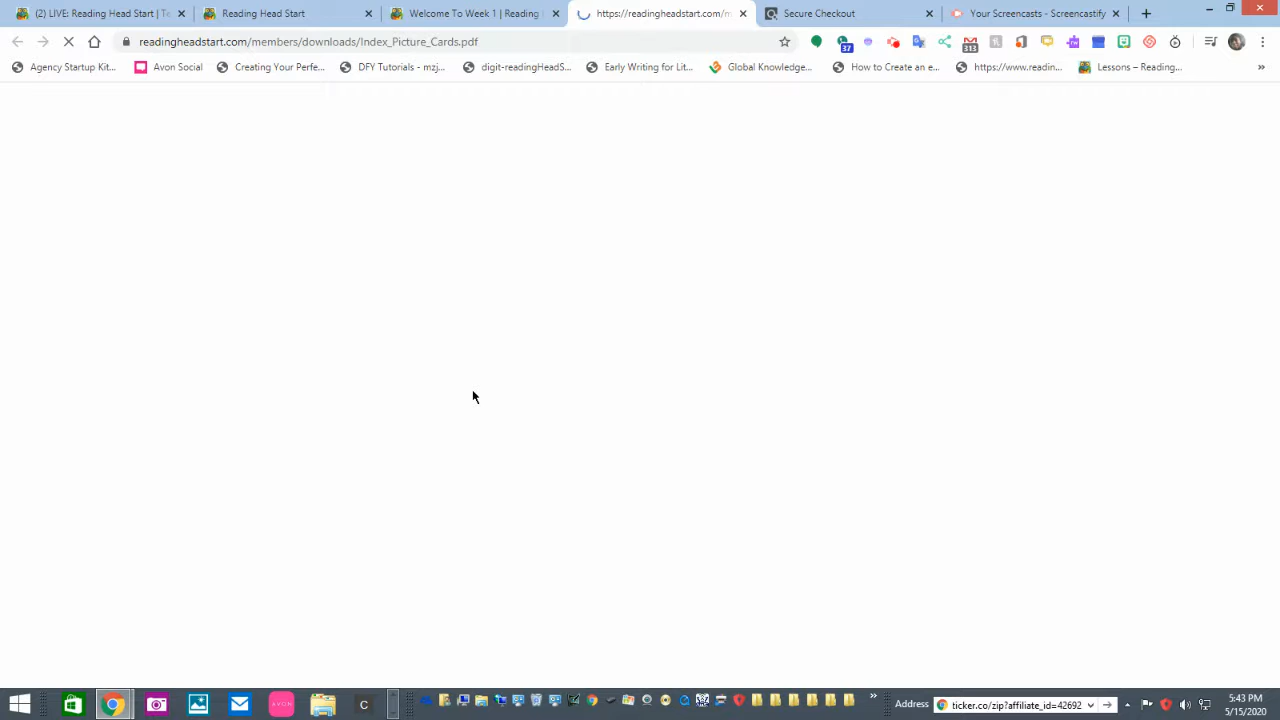 (2) LIVE: Reading Head Start | Te
Reading Head Start
Welcome To Week 1 | Reading
https://readingheadstart.com/m
Secure Checkout
Your Screencasts - Screencastify
readingheadstart.com/members/downloads/Index_Picture_Cards.pdf
37
313
Agency Startup Kit...
Avon Social
Creating Your Perfe...
DFY Tutorials - mzj...
digit-readingHeadS...
Early Writing for Lit...
Global Knowledge...
How to Create an e...
https://www.readin...
Lessons – Reading...
»
AVON
C
»
Address
ticker.co/zip?affiliate_id=42692
5:43 PM
5/15/2020